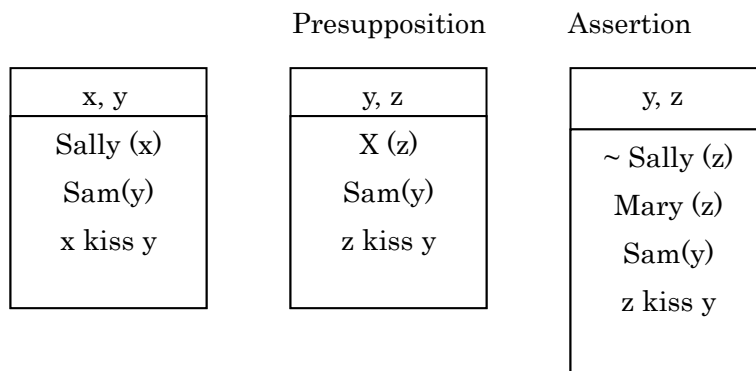 Presupposition Assertion
x, y
Sally (x)
Sam(y)
x kiss y
y, z
X (z)
Sam(y)
z kiss y
y, z
~ Sally (z)
Mary (z)
Sam(y)
z kiss y